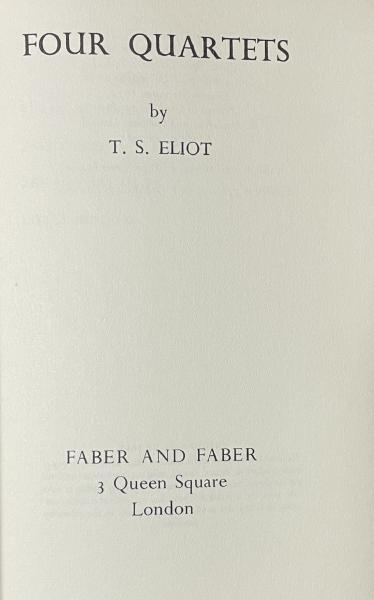 FOUR QUARTETS
by
T. S. ELIOT
FABER AND FABER
3 Queen Square
London